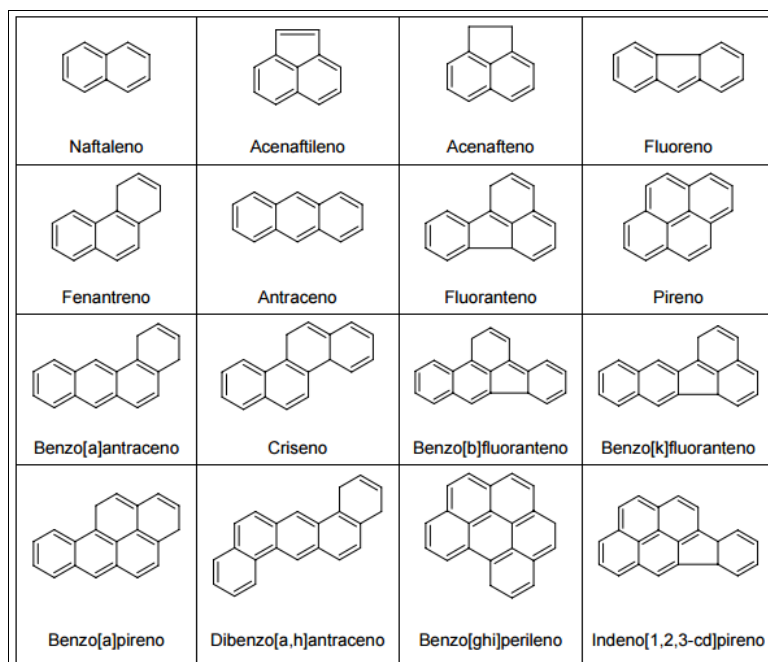 Naftaleno
Acenaftileno
Acenafteno
Fluoreno
Fenantreno
Antraceno
Fluoranteno
Pireno
Benzo[a]antraceno
Criseno
Benzo[b]fluoranteno
Benzo[k]fluoranteno
Benzo[a]pireno
Dibenzo[a,h]antraceno
Benzo[ghi]perileno
Indeno[1,2,3-cd]pireno